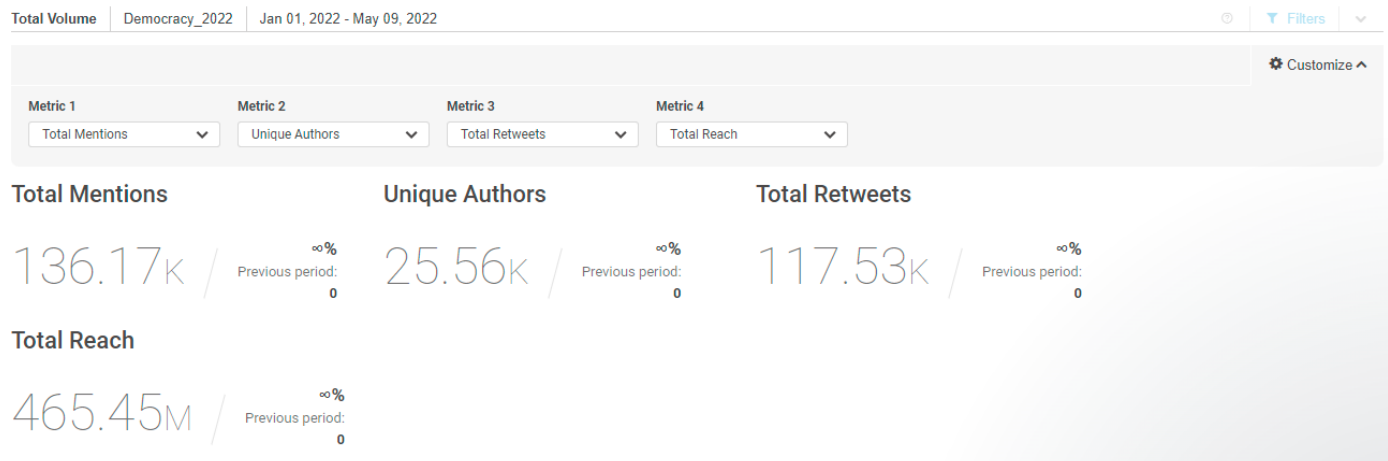 Total Volume Democracy_2022 Jan 01, 2022 - May 09, 2022 Filters
Customize
Metric 1 Metric 2 Metric 3 Metric 4
Total Mentions Unique Authors Total Retweets Total Reach
Total Mentions Unique Authors Total Retweets
136.17K ∞% Previous period: 0
25.56K ∞% Previous period: 0
117.53K ∞% Previous period: 0
Total Reach
465.45M ∞% Previous period: 0